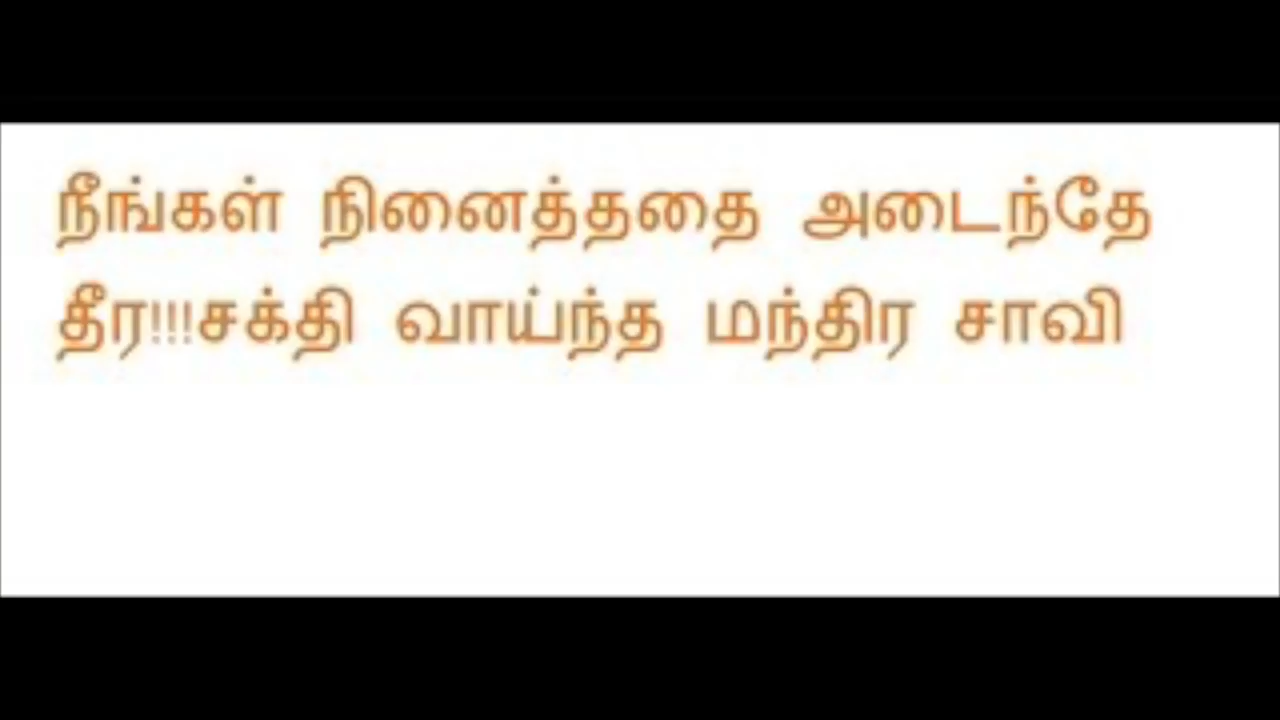 நீங்கள் நினைத்ததை அடைந்தே
தீர!!!சக்தி வாய்ந்த மந்திர சாவி